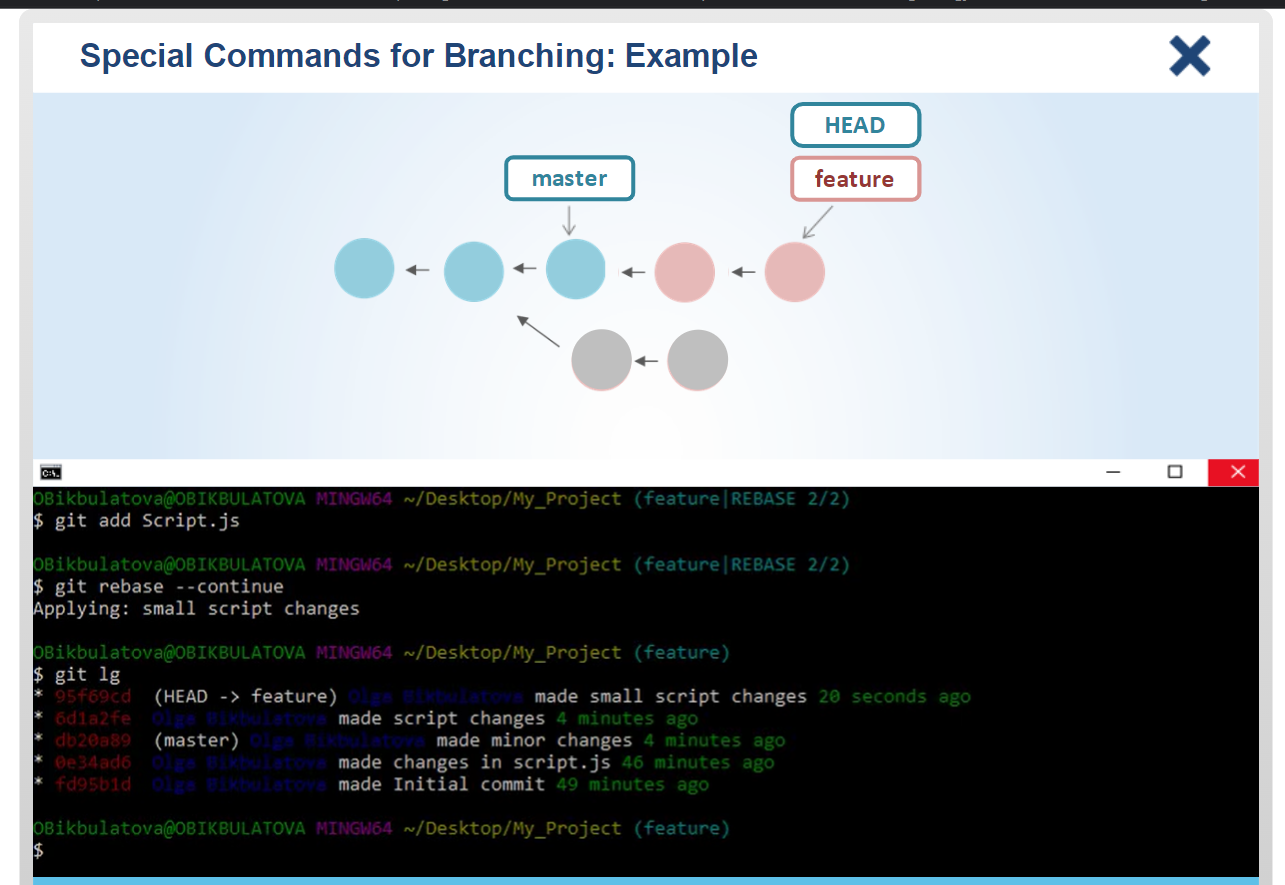 Special Commands for Branching: Example
HEAD
master
feature
OBikbulatova@OBIKBULATOVA MINGW64 ~/Desktop/My_Project (feature|REBASE 2/2)
$ git add Script.js
OBikbulatova@OBIKBULATOVA MINGW64 ~/Desktop/My_Project (feature|REBASE 2/2)
$ git rebase --continue
Applying: small script changes
OBikbulatova@OBIKBULATOVA MINGW64 ~/Desktop/My_Project (feature)
$ git lg
* 95f69cd (HEAD -> feature) Olga Bikbulatova made small script changes 20 seconds ago
* 6d1a2fe Olga Bikbulatova made script changes 4 minutes ago
* db20a89 (master) Olga Bikbulatova made minor changes 4 minutes ago
* 0e34ad6 Olga Bikbulatova made changes in script.js 46 minutes ago
* fd95b1d Olga Bikbulatova made Initial commit 49 minutes ago
OBikbulatova@OBIKBULATOVA MINGW64 ~/Desktop/My_Project (feature)
$